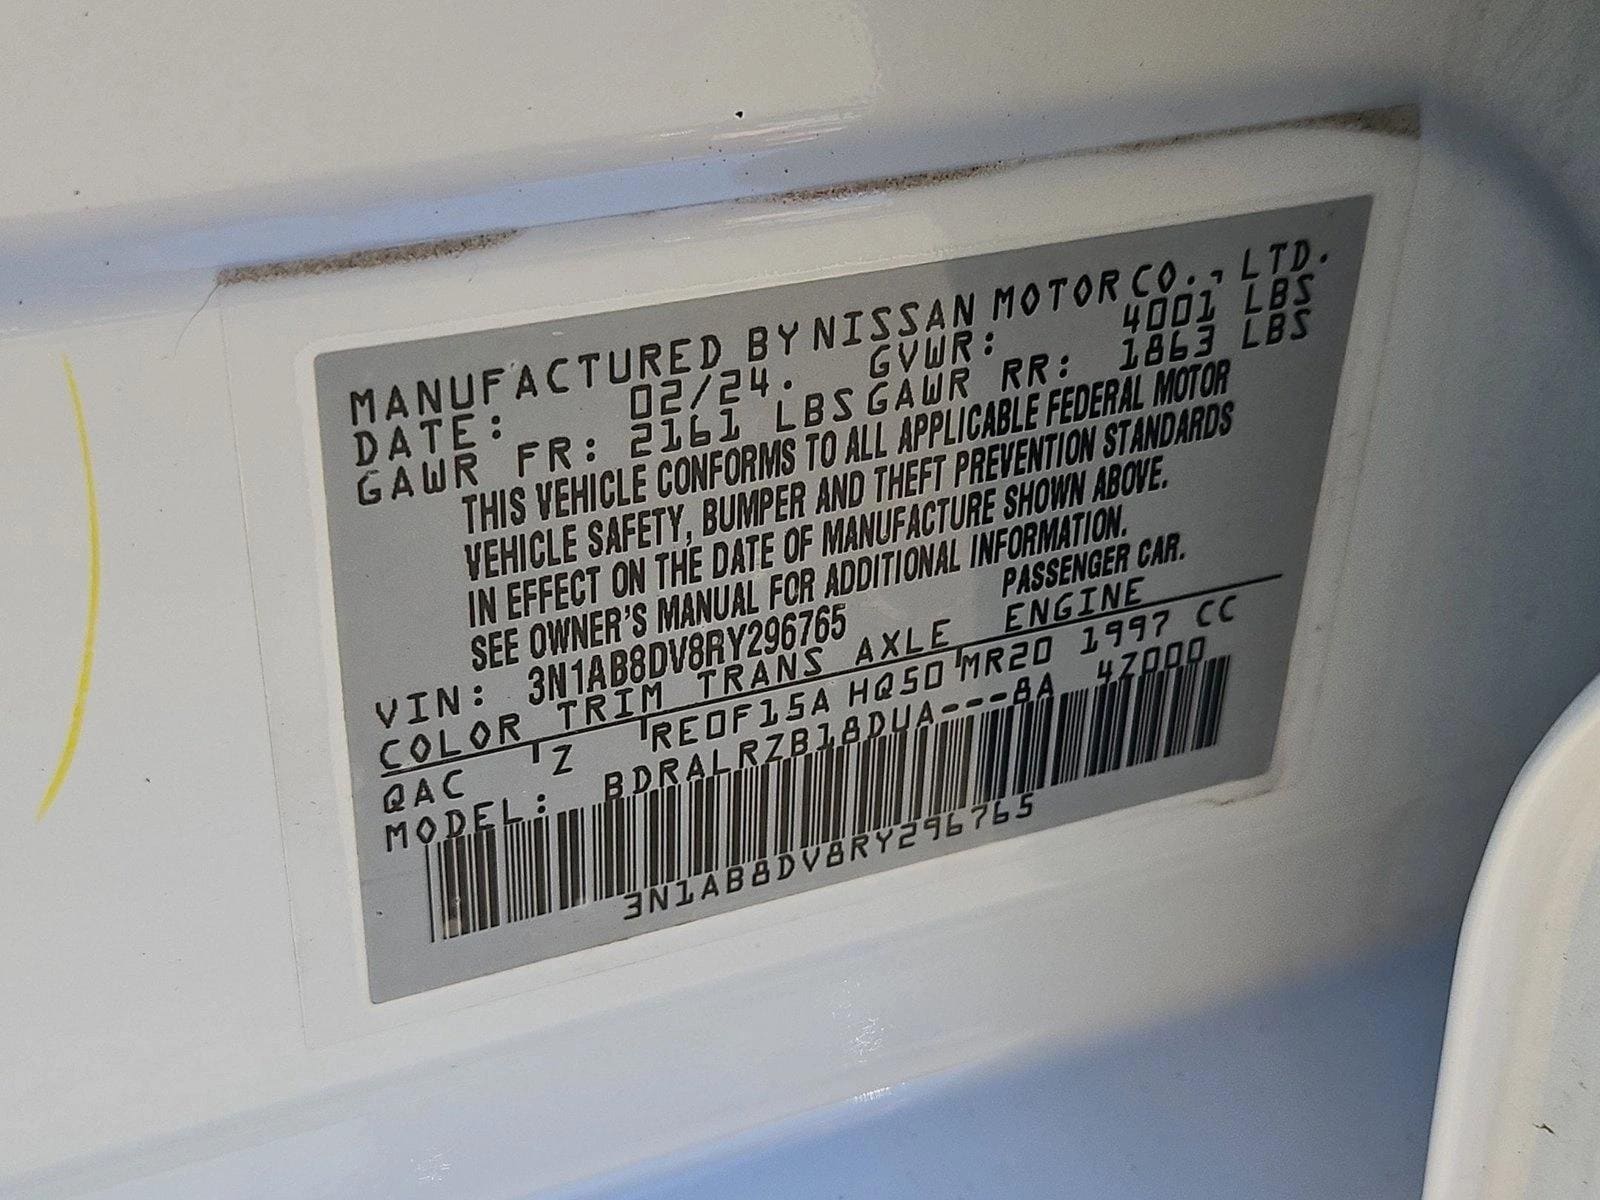 MANUFACTURED BY NISSAN MOTOR CO., LTD.
DATE: 02/24. GVWR: 4001 LBS
GAWR FR: 2161 LBS GAWR RR: 1863 LBS
THIS VEHICLE CONFORMS TO ALL APPLICABLE FEDERAL MOTOR
VEHICLE SAFETY, BUMPER AND THEFT PREVENTION STANDARDS
IN EFFECT ON THE DATE OF MANUFACTURE SHOWN ABOVE.
SEE OWNER'S MANUAL FOR ADDITIONAL INFORMATION.
VIN: 3N1AB8DV8RY296765 PASSENGER CAR.
COLOR TRIM TRANS AXLE ENGINE
QAC Z RE0F15A HQ50 MR20 1997 CC
MODEL: BDRALRZB18DUA---8A 4Z000
3N1AB8DV8RY296765